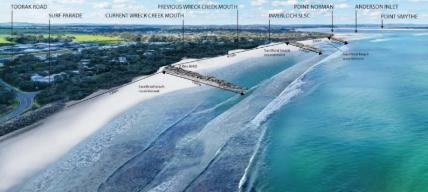 TOORAK ROAD
SURF PARADE
CURRENT WRECK CREEK MOUTH
PREVIOUS WRECK CREEK MOUTH
INVERLOCH SLSC
POINT NORMAN
ANDERSON INLET
POINT SMYTHE